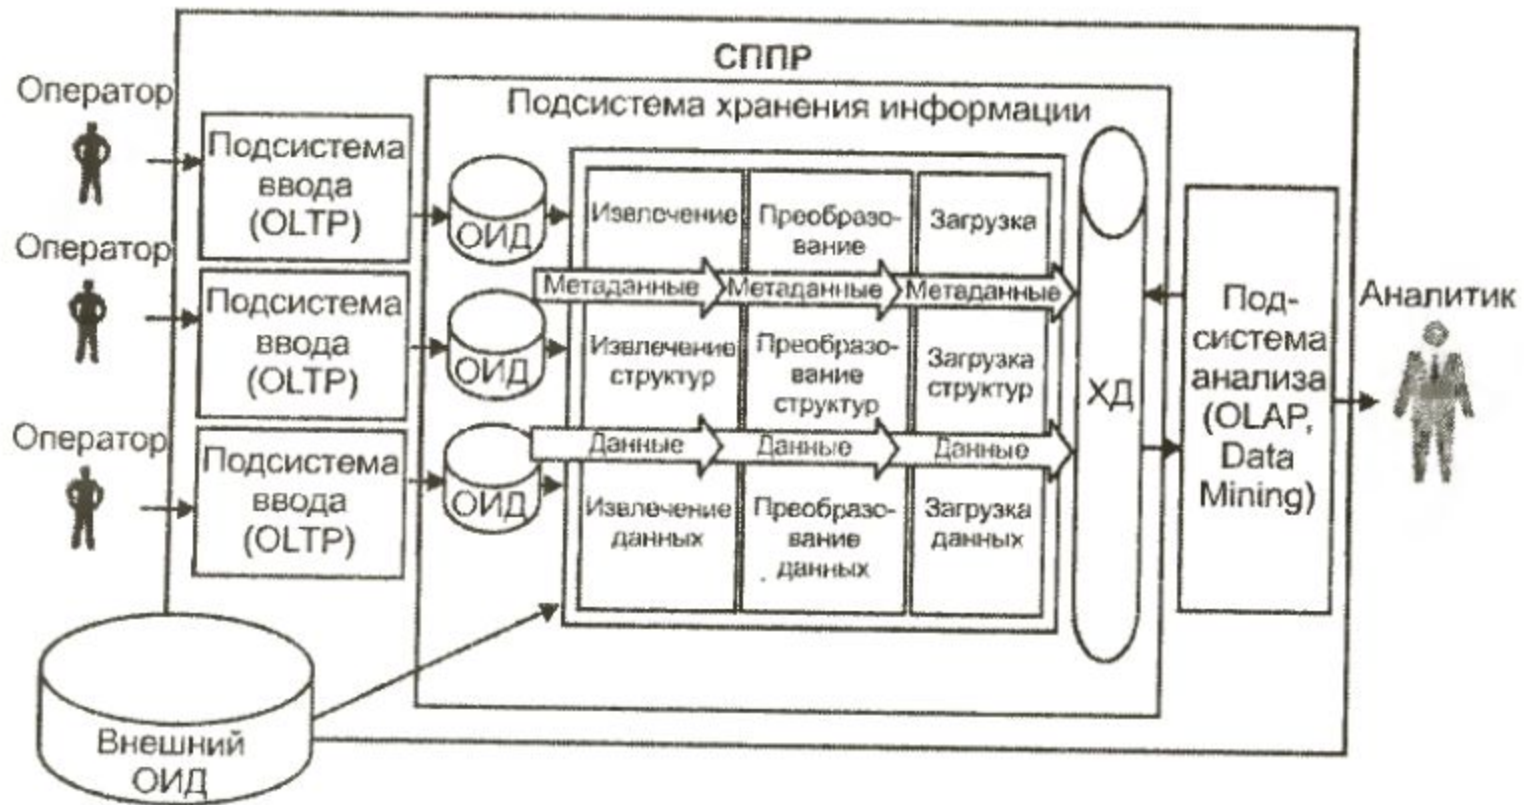 СППР
Подсистема хранения информации
Оператор
Подсистема
ввода
(OLTP)
ОИД
Оператор
Подсистема
ввода
(OLTP)
ОИД
Оператор
Подсистема
ввода
(OLTP)
ОИД
Извлечение
Преобразо-
вание
Загрузка
Метаданные
Метаданные
Метаданные
Извлечение
структур
Преобразо-
вание
структур
Загрузка
структур
Данные
Данные
Данные
Извлечение
данных
Преобразо-
вание
данных
Загрузка
данных
ХД
Под-
система
анализа
(OLAP,
Data
Mining)
Аналитик
Внешний
ОИД